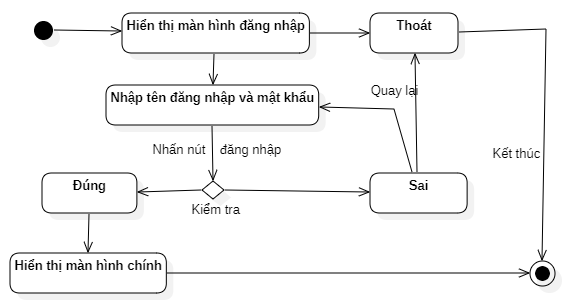 Hiển thị màn hình đăng nhập
Thoát
Nhập tên đăng nhập và mật khẩu
Quay lại
Nhấn nút đăng nhập
Kết thúc
Đúng
Sai
Kiểm tra
Hiển thị màn hình chính